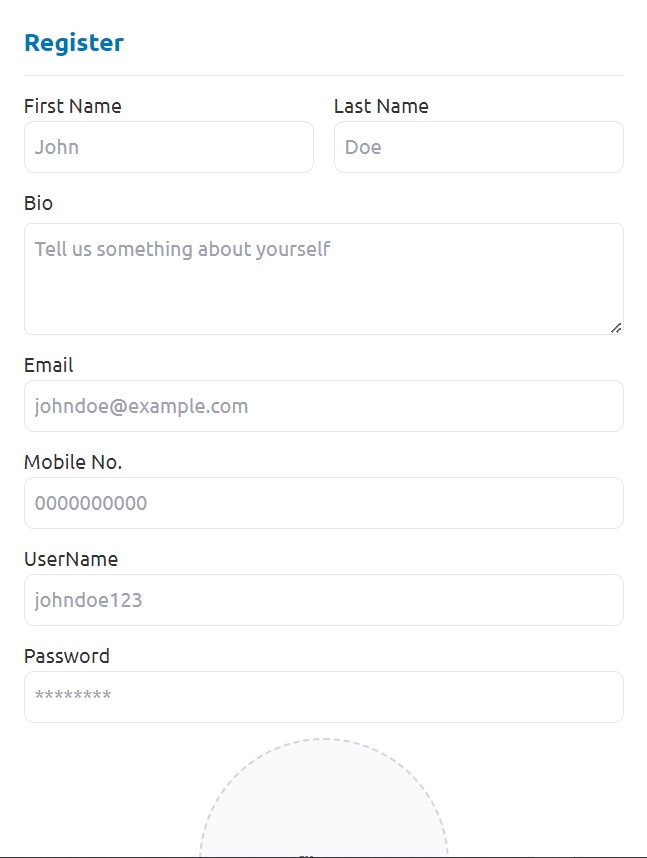 Register
First Name Last Name
John Doe
Bio
Tell us something about yourself
Email
johndoe@example.com
Mobile No.
0000000000
UserName
johndoe123
Password
********